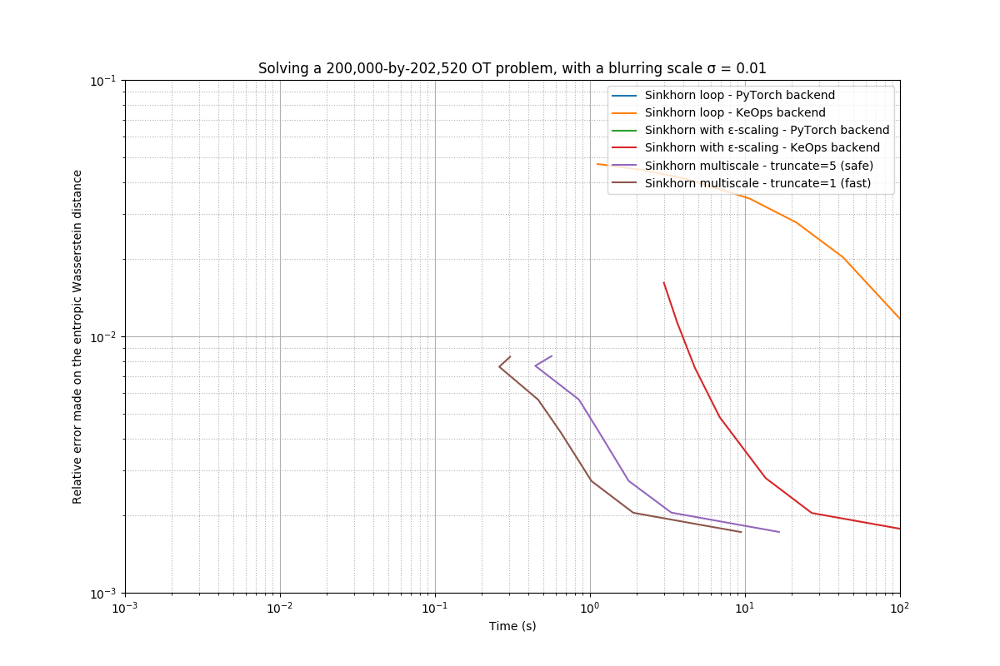 Solving a 200,000-by-202,520 OT problem, with a blurring scale σ = 0.01
Relative error made on the entropic Wasserstein distance
10⁻¹
10⁻²
10⁻³
Sinkhorn loop - PyTorch backend
Sinkhorn loop - KeOps backend
Sinkhorn with ε-scaling - PyTorch backend
Sinkhorn with ε-scaling - KeOps backend
Sinkhorn multiscale - truncate=5 (safe)
Sinkhorn multiscale - truncate=1 (fast)
10⁻³ 10⁻² 10⁻¹ 10⁰ 10¹ 10²
Time (s)